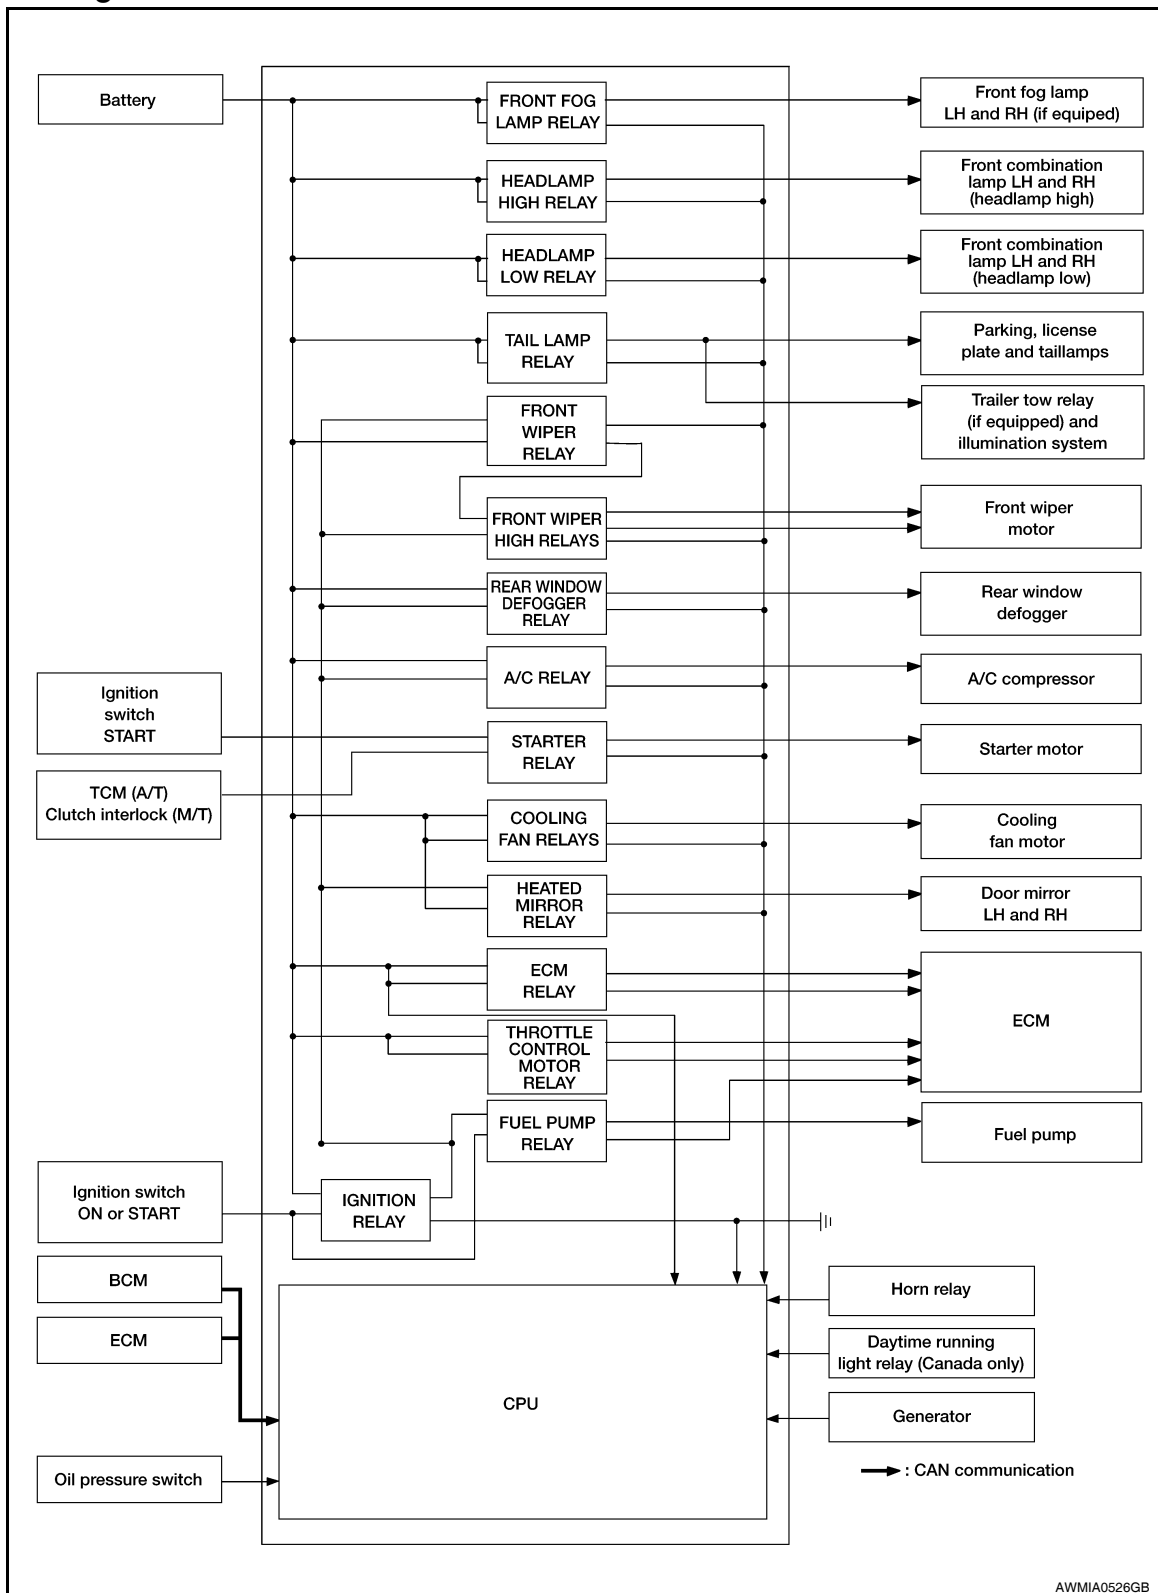 Battery
FRONT FOG
LAMP RELAY
Front fog lamp
LH and RH (if equiped)
HEADLAMP
HIGH RELAY
Front combination
lamp LH and RH
(headlamp high)
HEADLAMP
LOW RELAY
Front combination
lamp LH and RH
(headlamp low)
TAIL LAMP
RELAY
Parking, license
plate and taillamps
FRONT
WIPER
RELAY
Trailer tow relay
(if equipped) and
illumination system
FRONT WIPER
HIGH RELAYS
Front wiper
motor
REAR WINDOW
DEFOGGER
RELAY
Rear window
defogger
A/C RELAY
A/C compressor
Ignition
switch
START
STARTER
RELAY
Starter motor
TCM (A/T)
Clutch interlock (M/T)
COOLING
FAN RELAYS
Cooling
fan motor
HEATED
MIRROR
RELAY
Door mirror
LH and RH
ECM
RELAY
ECM
THROTTLE
CONTROL
MOTOR
RELAY
FUEL PUMP
RELAY
Fuel pump
Ignition switch
ON or START
IGNITION
RELAY
BCM
ECM
Horn relay
Daytime running
light relay (Canada only)
CPU
Generator
Oil pressure switch
: CAN communication
AWMIA0526GB